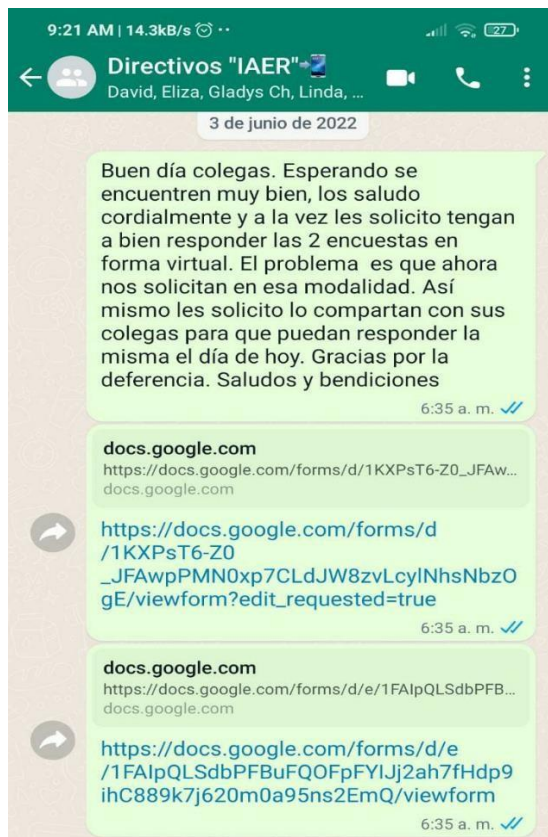 9:21 AM | 14.3kB/s
27
Directivos "IAER"
David, Eliza, Gladys Ch, Linda, ...
3 de junio de 2022
Buen día colegas. Esperando se
encuentren muy bien, los saludo
cordialmente y a la vez les solicito tengan
a bien responder las 2 encuestas en
forma virtual. El problema es que ahora
nos solicitan en esa modalidad. Así
mismo les solicito lo compartan con sus
colegas para que puedan responder la
misma el día de hoy. Gracias por la
deferencia. Saludos y bendiciones
6:35 a. m.
docs.google.com
https://docs.google.com/forms/d/1KXPsT6-Z0_JFAw...
docs.google.com
https://docs.google.com/forms/d
/1KXPsT6-Z0
_JFAwpPMN0xp7CLdJW8zvLcylNhsNbzO
gE/viewform?edit_requested=true
6:35 a. m.
docs.google.com
https://docs.google.com/forms/d/e/1FAIpQLSdbPFB...
docs.google.com
https://docs.google.com/forms/d/e
/1FAIpQLSdbPFBuFQOFpFYIJj2ah7fHdp9
ihC889k7j620m0a95ns2EmQ/viewform
6:35 a. m.